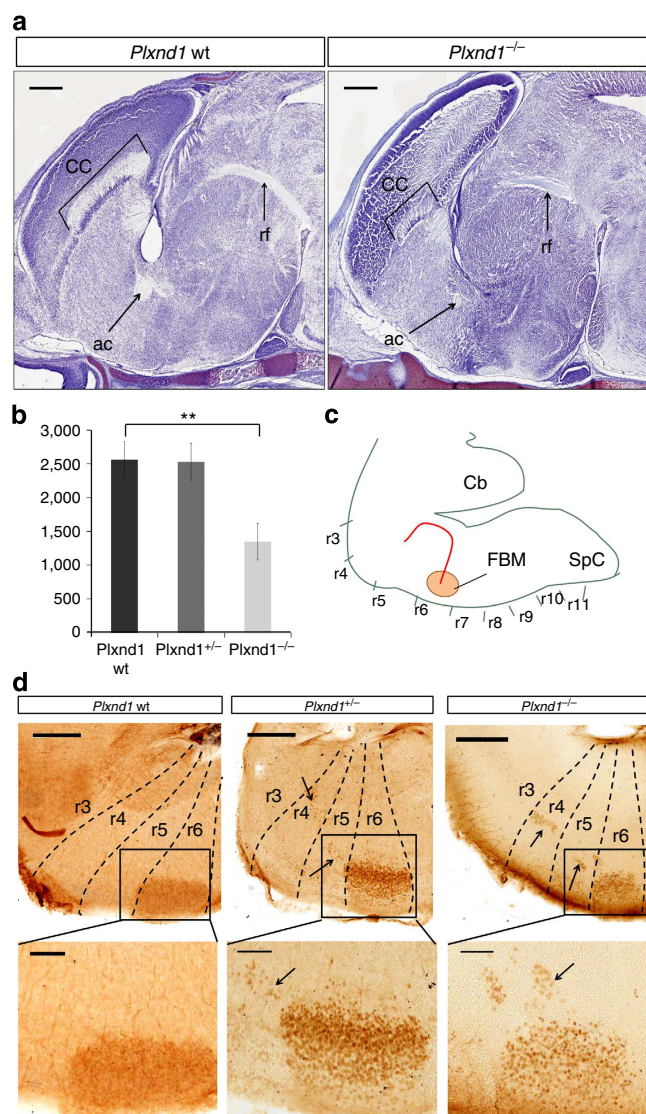 a
Plxnd1 wt
Plxnd1–/–
CC
rf
ac
CC
rf
ac
b
**
3,000
2,500
2,000
1,500
1,000
500
0
Plxnd1
wt
Plxnd1+/–
Plxnd1–/–
c
Cb
r3
r4
r5
r6
r7
r8
r9
r10
r11
FBM
SpC
d
Plxnd1 wt
Plxnd1+/–
Plxnd1–/–
r3
r4
r5
r6
r3
r4
r5
r6
r3
r4
r5
r6